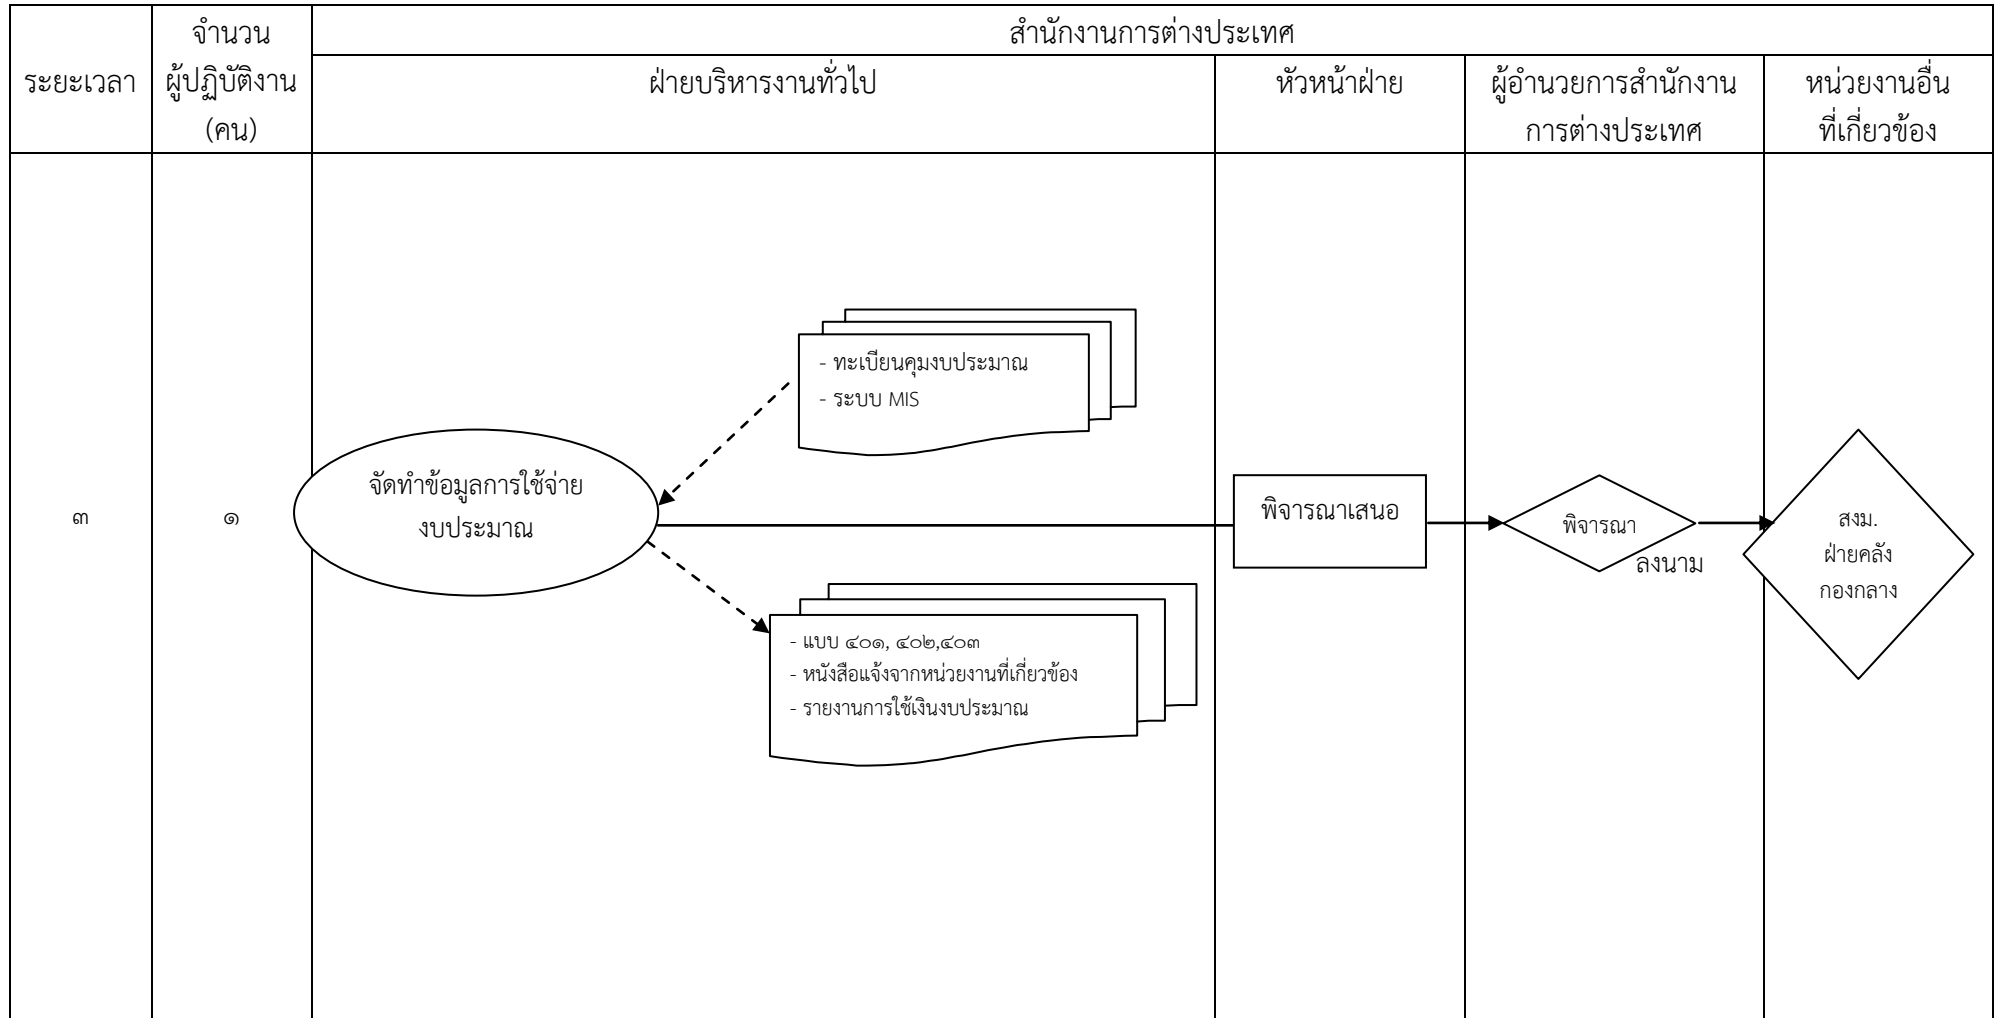 ระยะเวลา
จำนวน
ผู้ปฏิบัติงาน
(คน)
สำนักงานการต่างประเทศ
ฝ่ายบริหารงานทั่วไป
หัวหน้าฝ่าย
ผู้อำนวยการสำนักงาน
การต่างประเทศ
หน่วยงานอื่น
ที่เกี่ยวข้อง
๓
๑
จัดทำข้อมูลการใช้จ่าย
งบประมาณ
- ทะเบียนคุมงบประมาณ
- ระบบ MIS
- แบบ ๔๐๑, ๔๐๒,๔๐๓
- หนังสือแจ้งจากหน่วยงานที่เกี่ยวข้อง
- รายงานการใช้เงินงบประมาณ
พิจารณาเสนอ
พิจารณา
ลงนาม
สงม.
ฝ่ายคลัง
กองกลาง